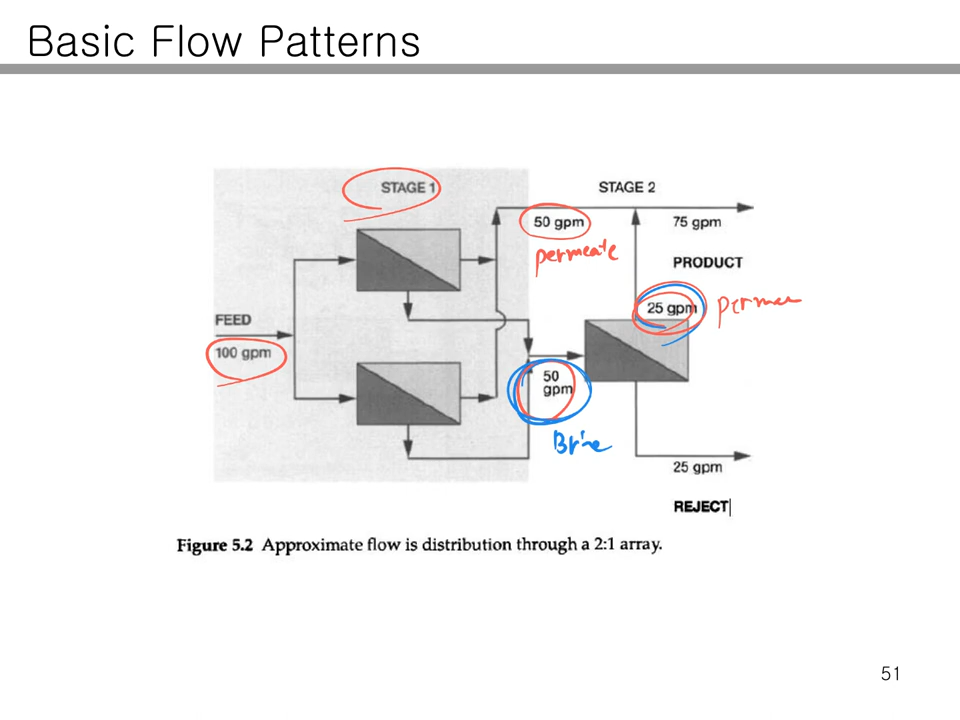 Basic Flow Patterns
STAGE 1
STAGE 2
50 gpm
75 gpm
permeate
PRODUCT
25 gpm
FEED
100 gpm
50
gpm
Brine
25 gpm
REJECT
Figure 5.2 Approximate flow is distribution through a 2:1 array.
51